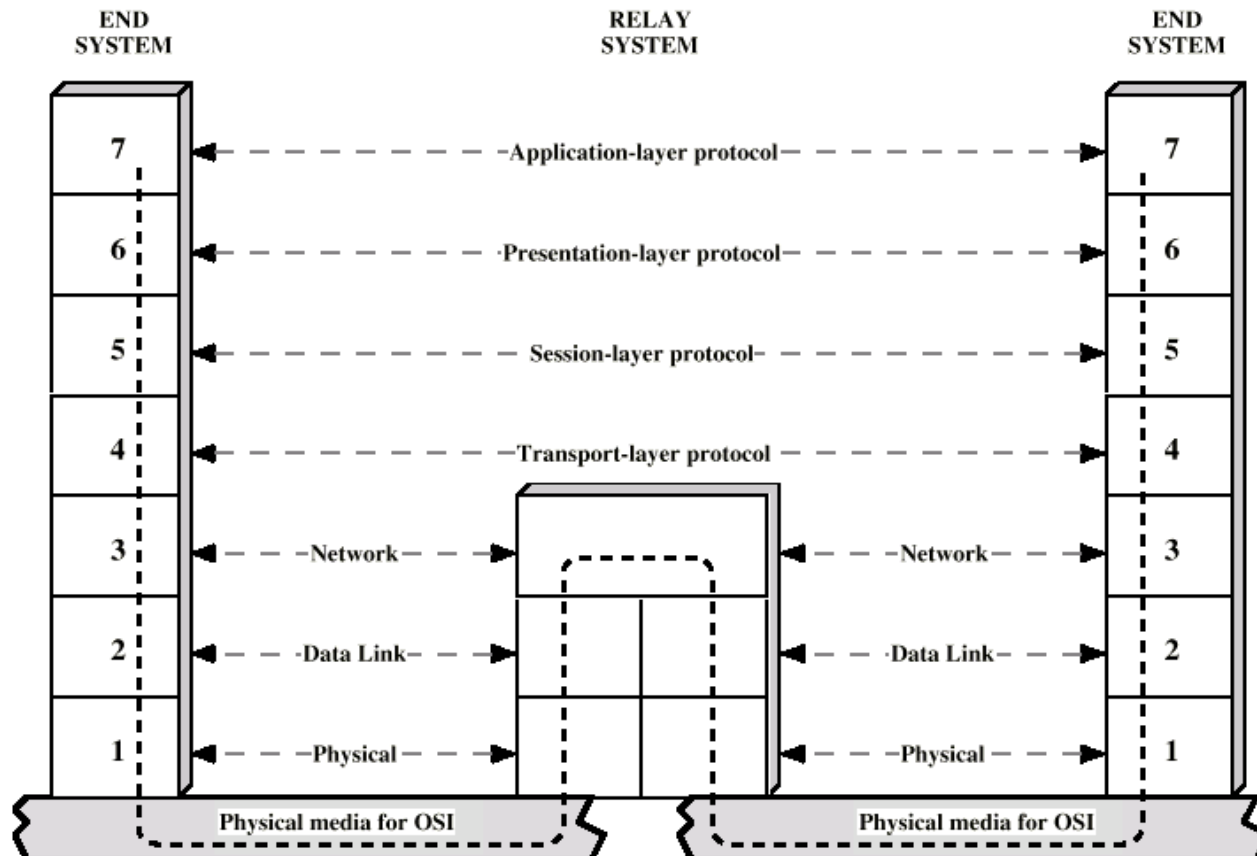 END
SYSTEM
RELAY
SYSTEM
END
SYSTEM
7
Application-layer protocol
7
6
Presentation-layer protocol
6
5
Session-layer protocol
5
4
Transport-layer protocol
4
3
Network
Network
3
2
Data Link
Data Link
2
1
Physical
Physical
1
Physical media for OSI
Physical media for OSI